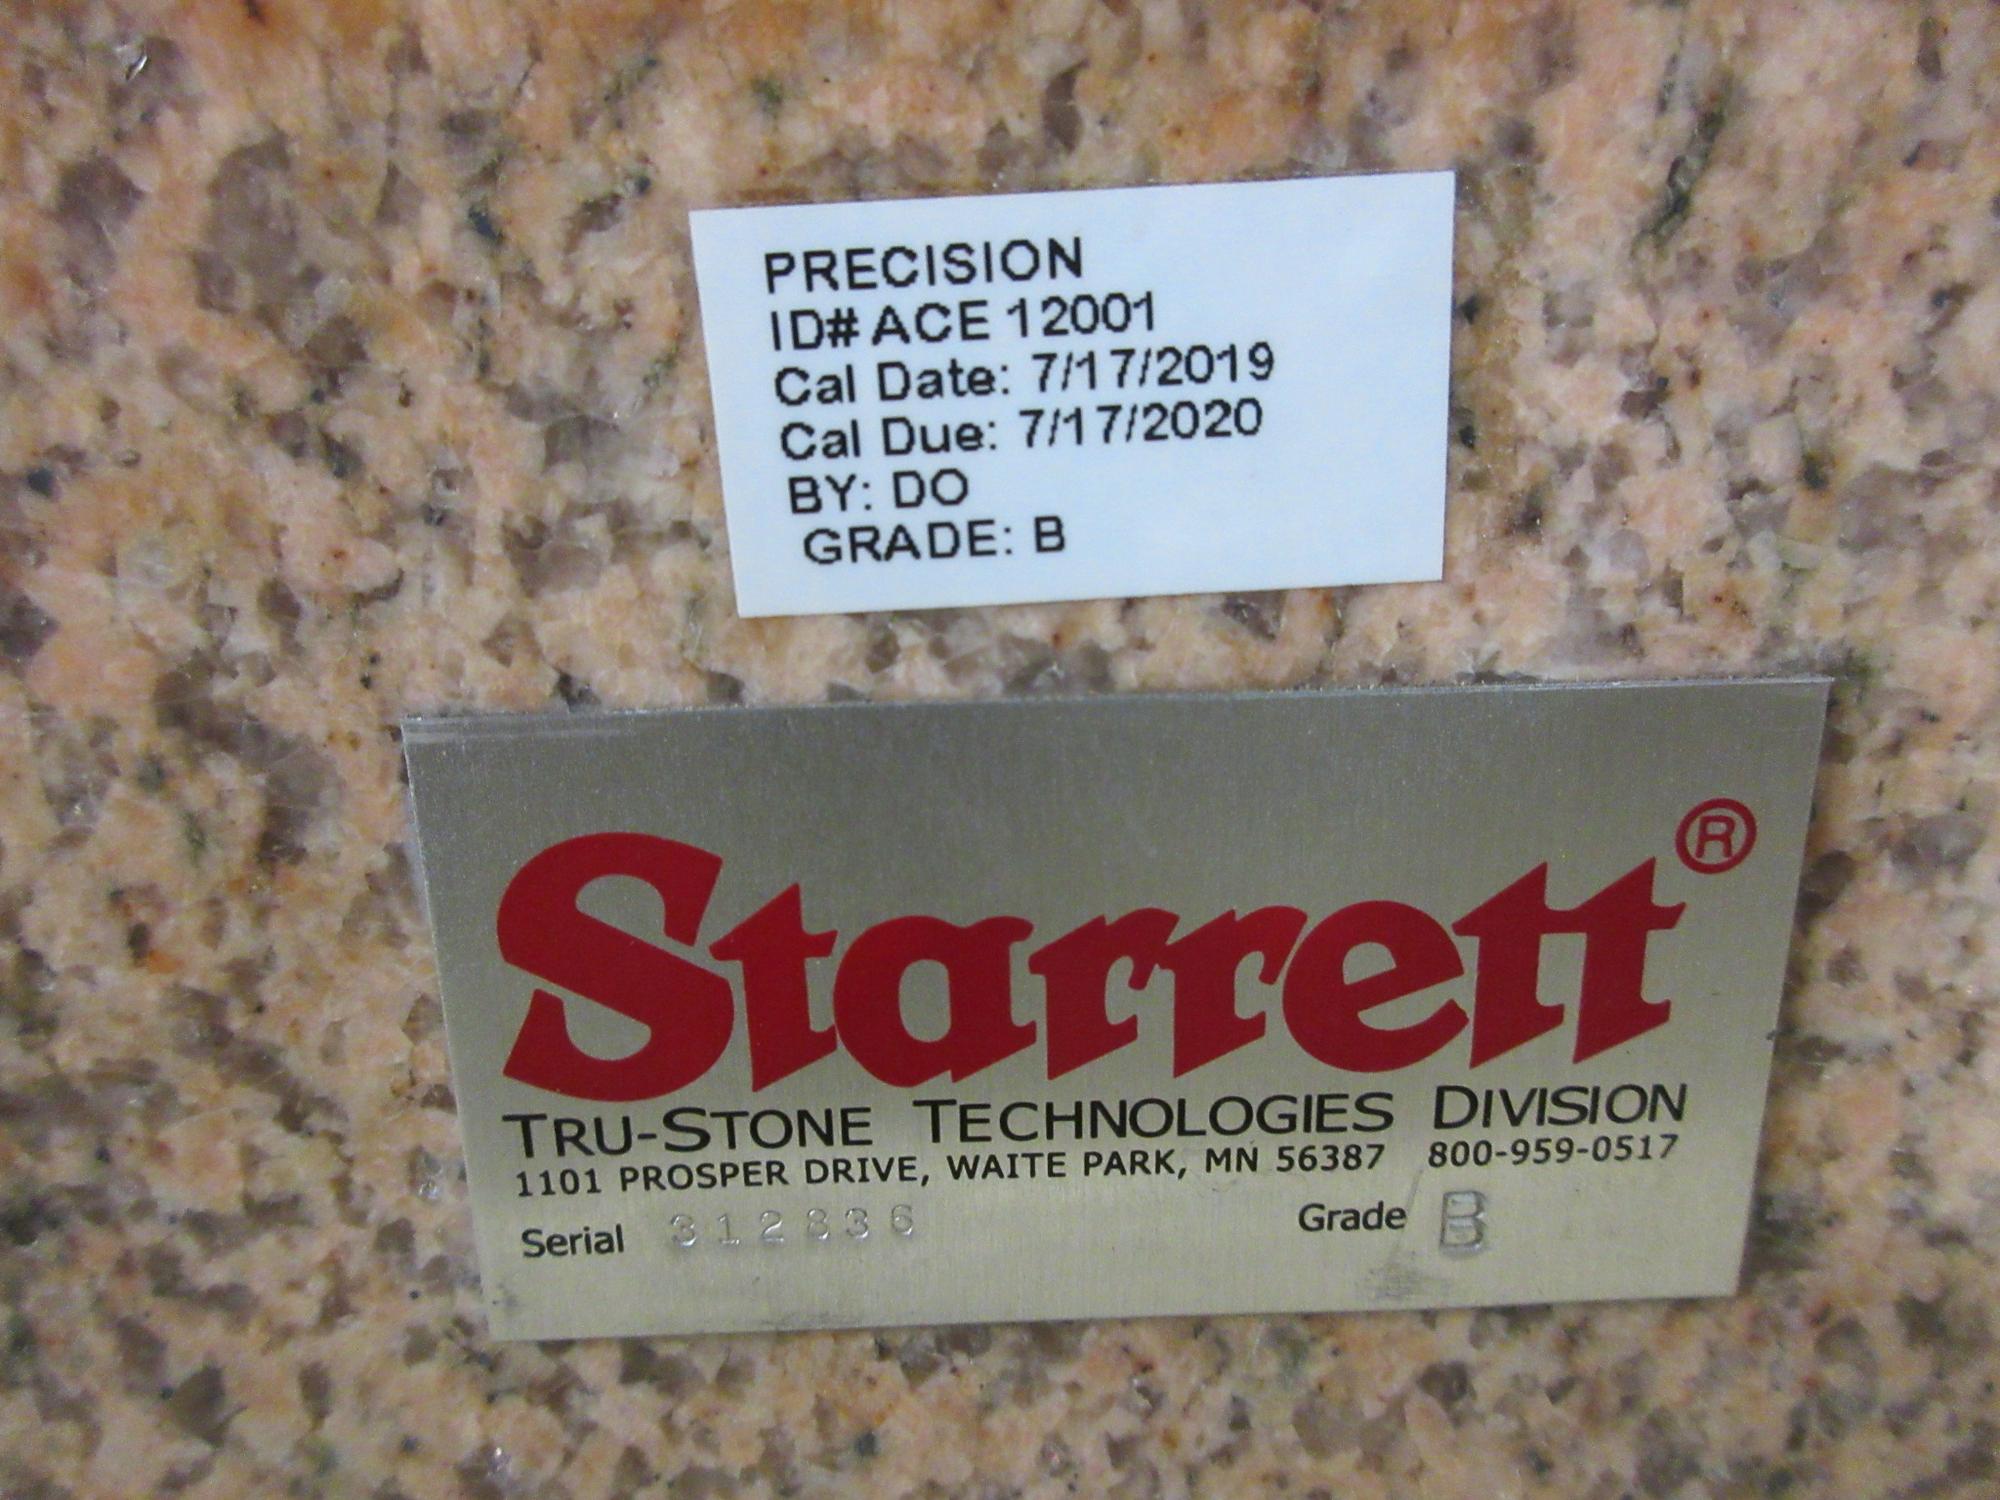 PRECISION
ID# ACE 12001
Cal Date: 7/17/2019
Cal Due: 7/17/2020
BY: DO
GRADE: B
Starrett®
TRU-STONE TECHNOLOGIES DIVISION
1101 PROSPER DRIVE, WAITE PARK, MN 56387 800-959-0517
Serial 312836 Grade B